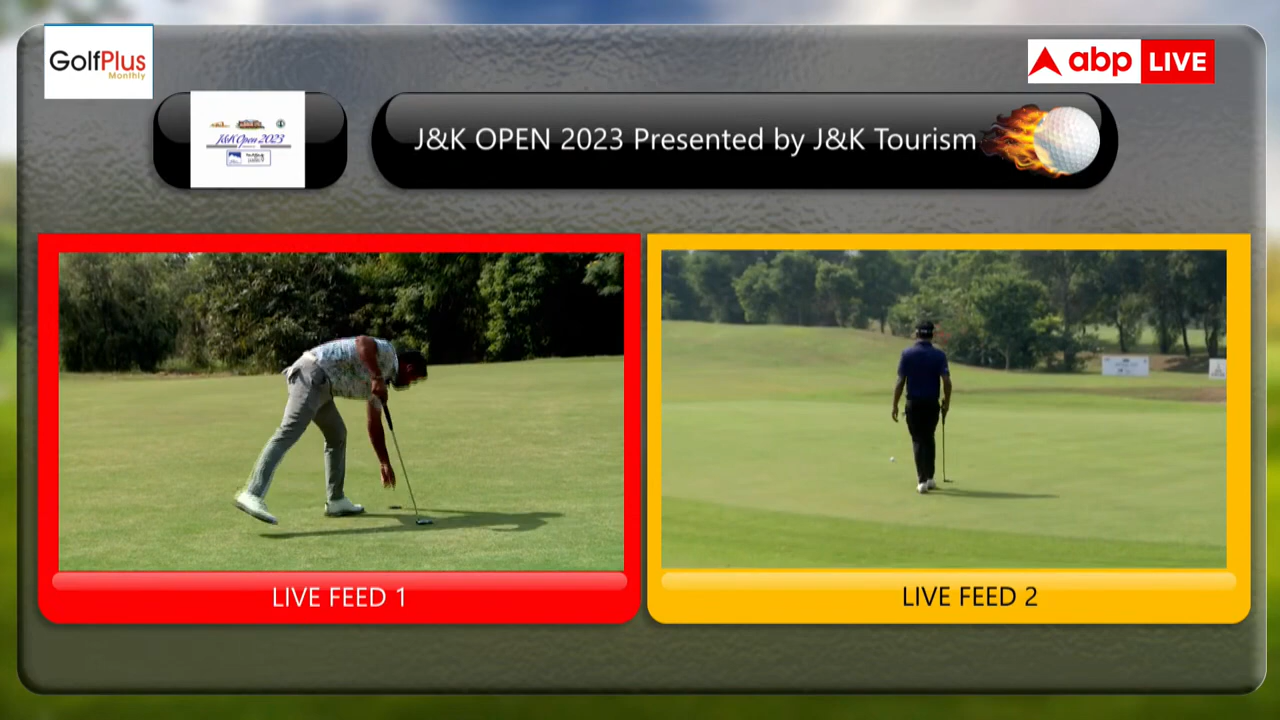 GolfPlus
Monthly
abp LIVE
J&K Open 2023
J&K OPEN 2023 Presented by J&K Tourism
LIVE FEED 1
LIVE FEED 2